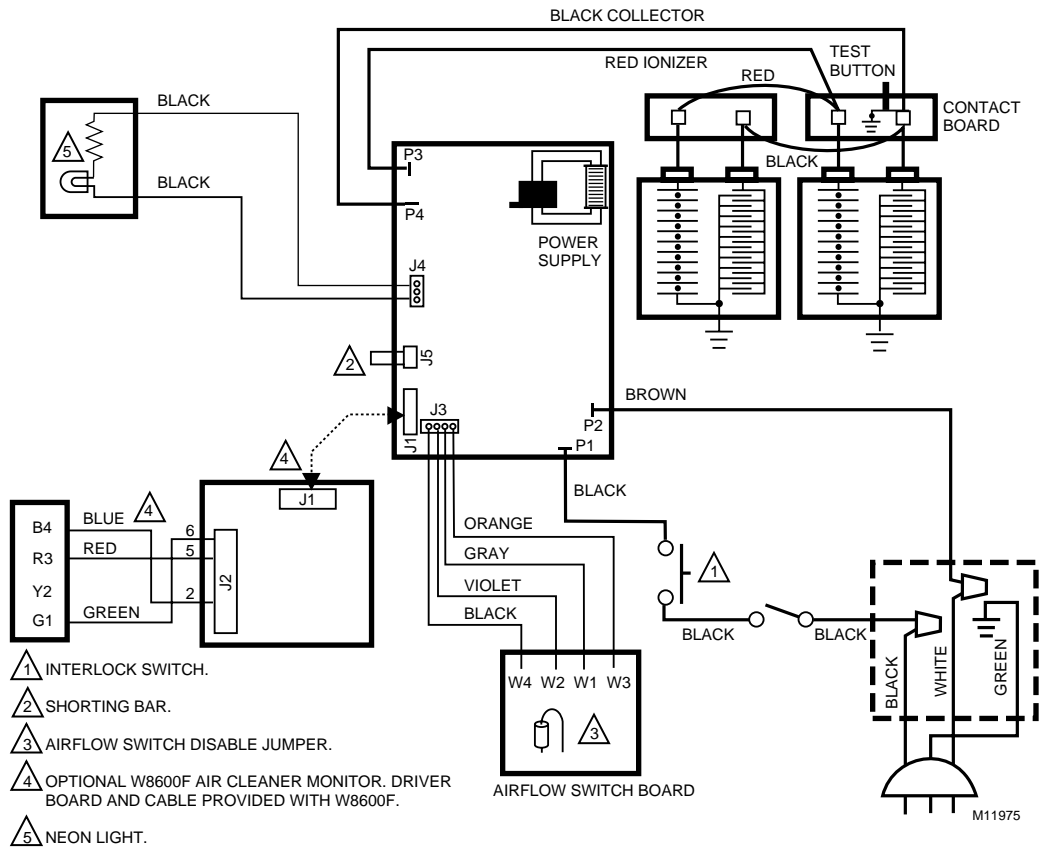 BLACK COLLECTOR
RED IONIZER
TEST
BUTTON
RED
CONTACT
BOARD
BLACK
5
BLACK
BLACK
P3
P4
POWER
SUPPLY
J4
2
J5
J3
J1
P2
P1
BROWN
BLACK
4
J1
B4
R3
Y2
G1
BLUE
4
RED
GREEN
6
5
2
J2
ORANGE
GRAY
VIOLET
BLACK
1
BLACK
BLACK
BLACK
WHITE
GREEN
W4 W2 W1 W3
3
AIRFLOW SWITCH BOARD
1 INTERLOCK SWITCH.
2 SHORTING BAR.
3 AIRFLOW SWITCH DISABLE JUMPER.
4 OPTIONAL W8600F AIR CLEANER MONITOR. DRIVER
BOARD AND CABLE PROVIDED WITH W8600F.
5 NEON LIGHT.
M11975